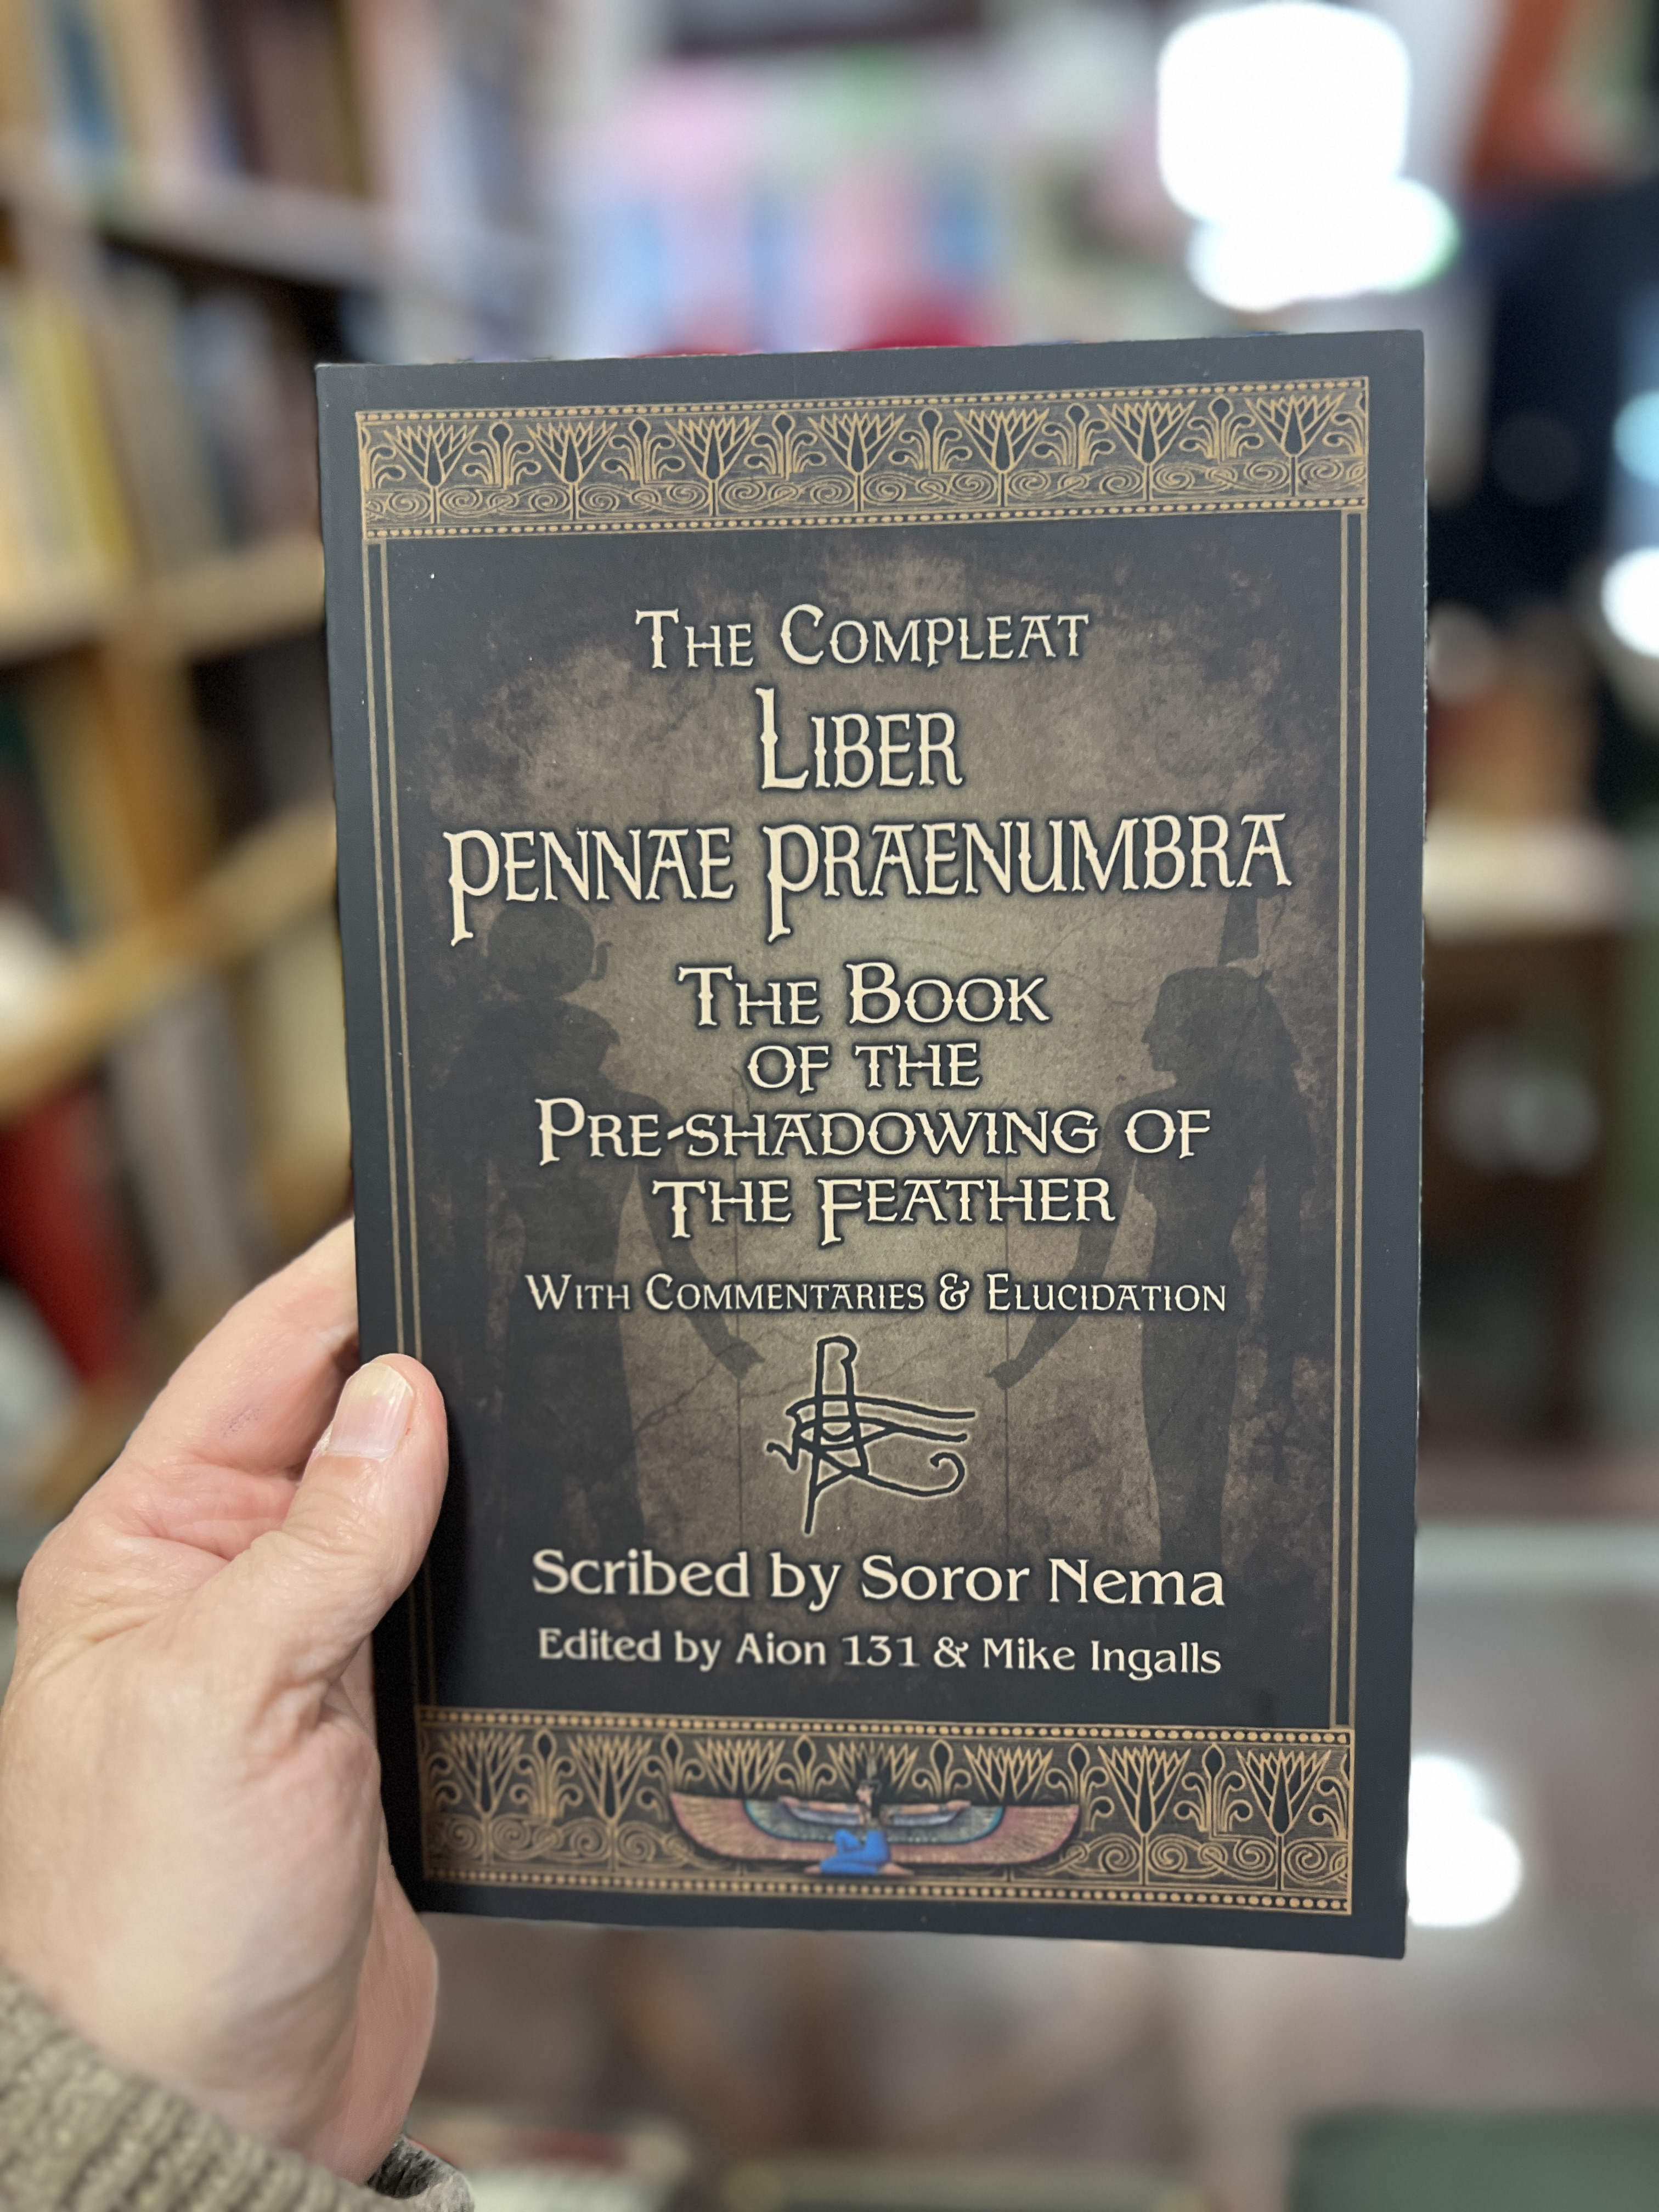 The Compleat
Liber
Pennae Praenumbra
The Book
of the
Pre-shadowing of
The Feather
With Commentaries & Elucidation
Scribed by Soror Nema
Edited by Aion 131 & Mike Ingalls